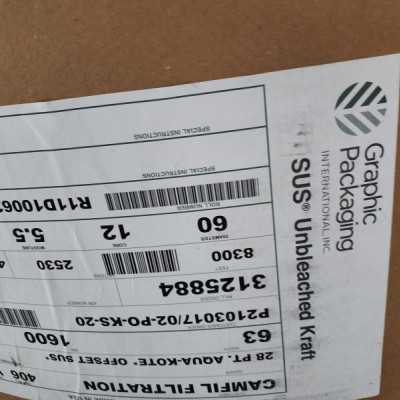 Graphic
Packaging
INTERNATIONAL, INC.
SUS® Unbleached Kraft
CAMFIL FILTRATION
406
28 PT. AQUA-KOTE® OFFSET SUS®
63 1600
CUSTOMER ORDER
P2103017/02-PO-KS-20
MILL ORDER JOB NUMBER
3125884
FEET
8300 2530
DIAMETER CORE MOISTURE
60 12 5.5
ROLL NUMBER
R11D1006
SPECIAL INSTRUCTIONS
SPECIAL INSTRUCTIONS